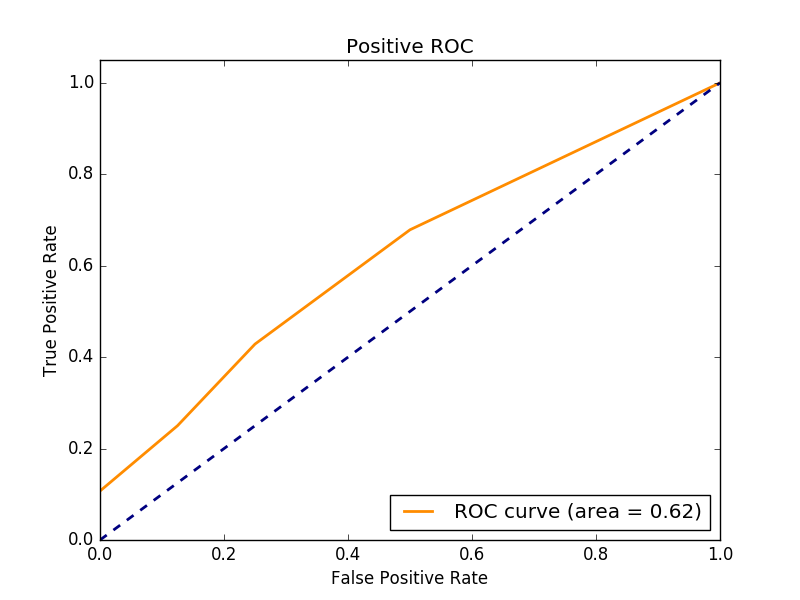 Positive ROC
1.0
0.8
0.6
0.4
0.2
0.0
True Positive Rate
ROC curve (area = 0.62)
0.0 0.2 0.4 0.6 0.8 1.0
False Positive Rate